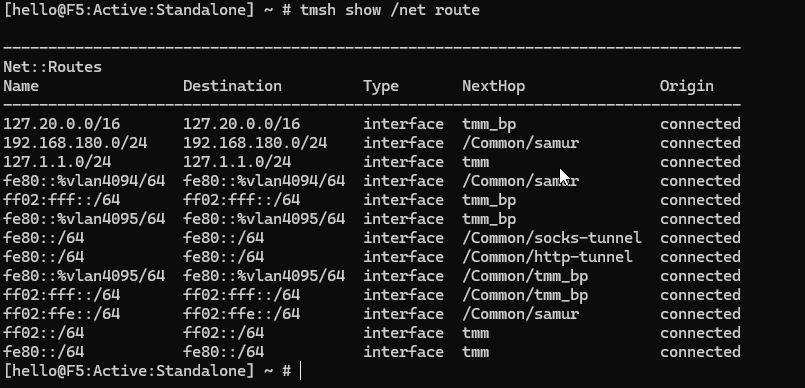 [hello@F5:Active:Standalone] ~ # tmsh show /net route
----------------------------------------------------------------------------------
Net::Routes
Name Destination Type NextHop Origin
----------------------------------------------------------------------------------
127.20.0.0/16 127.20.0.0/16 interface tmm_bp connected
192.168.180.0/24 192.168.180.0/24 interface /Common/samur connected
127.1.1.0/24 127.1.1.0/24 interface tmm connected
fe80::%vlan4094/64 fe80::%vlan4094/64 interface /Common/samur connected
ff02:fff::/64 ff02:fff::/64 interface tmm_bp connected
fe80::%vlan4095/64 fe80::%vlan4095/64 interface tmm_bp connected
fe80::/64 fe80::/64 interface /Common/socks-tunnel connected
fe80::/64 fe80::/64 interface /Common/http-tunnel connected
fe80::%vlan4095/64 fe80::%vlan4095/64 interface /Common/tmm_bp connected
ff02:fff::/64 ff02:fff::/64 interface /Common/tmm_bp connected
ff02:ffe::/64 ff02:ffe::/64 interface /Common/samur connected
ff02::/64 ff02::/64 interface tmm connected
fe80::/64 fe80::/64 interface tmm connected
[hello@F5:Active:Standalone] ~ #